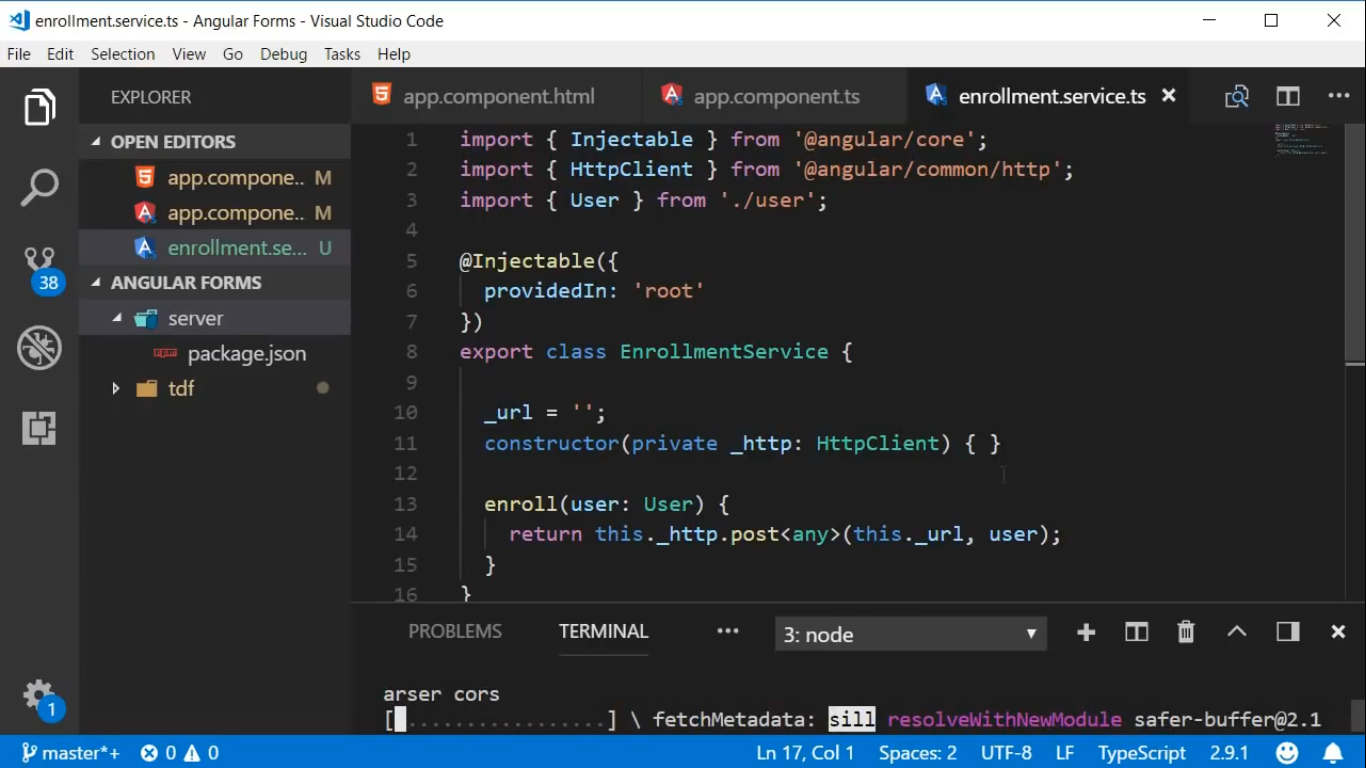 enrollment.service.ts - Angular Forms - Visual Studio Code
File Edit Selection View Go Debug Tasks Help
EXPLORER
OPEN EDITORS
app.compone.. M
app.compone.. M
enrollment.se... U
ANGULAR FORMS
server
package.json
tdf
38
1
app.component.html app.component.ts enrollment.service.ts
1 import { Injectable } from '@angular/core';
2 import { HttpClient } from '@angular/common/http';
3 import { User } from './user';
4
5 @Injectable({
6 providedIn: 'root'
7 })
8 export class EnrollmentService {
9
10 _url = '';
11 constructor(private _http: HttpClient) { }
12
13 enroll(user: User) {
14 return this._http.post<any>(this._url, user);
15 }
16 }
PROBLEMS TERMINAL ... 3: node
arser cors
[..................] \ fetchMetadata: sill resolveWithNewModule safer-buffer@2.1
master*+ 0 0 Ln 17, Col 1 Spaces: 2 UTF-8 LF TypeScript 2.9.1